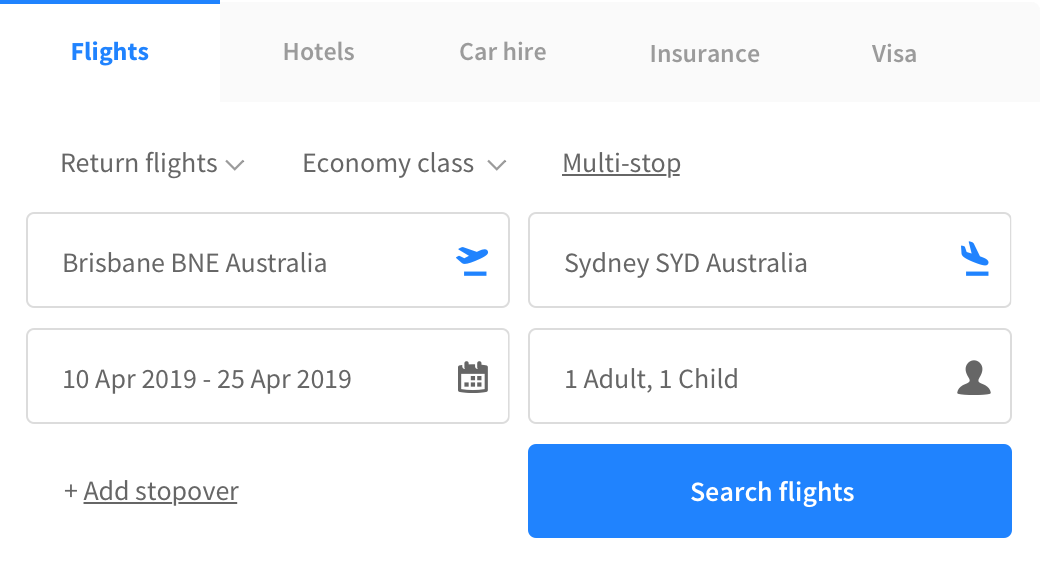 Flights Hotels Car hire Insurance Visa
Return flights Economy class Multi-stop
Brisbane BNE Australia
Sydney SYD Australia
10 Apr 2019 - 25 Apr 2019
1 Adult, 1 Child
+ Add stopover
Search flights